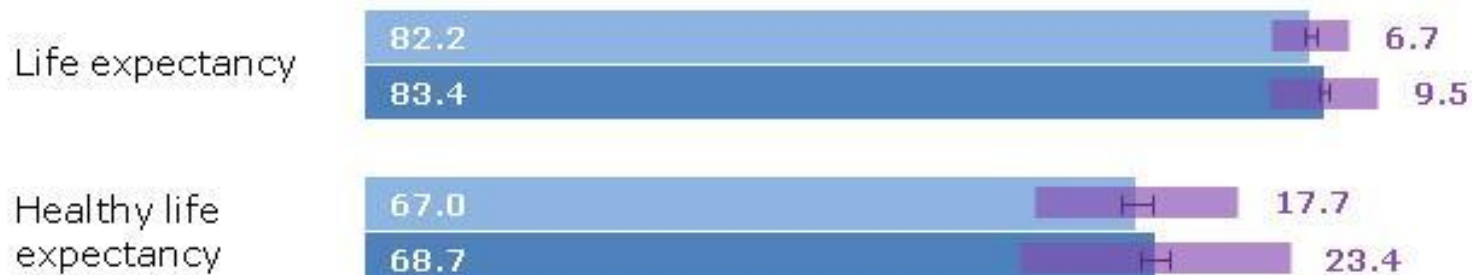 82.2 6.7
Life expectancy
83.4 9.5
67.0 17.7
Healthy life
expectancy
68.7 23.4